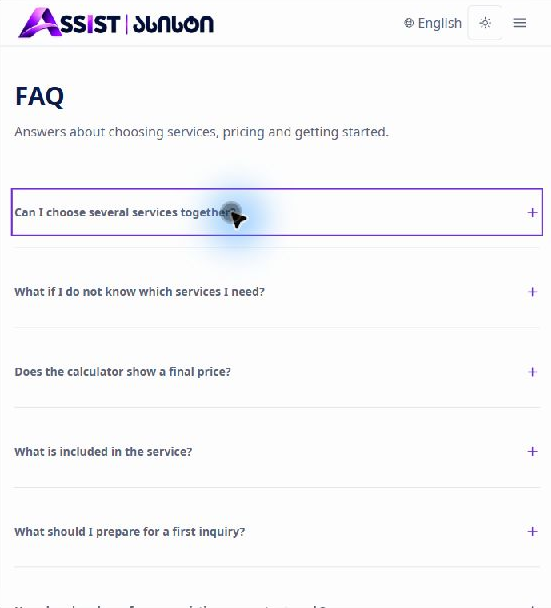 ASSIST | ასისტი
English
FAQ
Answers about choosing services, pricing and getting started.
Can I choose several services together
What if I do not know which services I need?
Does the calculator show a final price?
What is included in the service?
What should I prepare for a first inquiry?